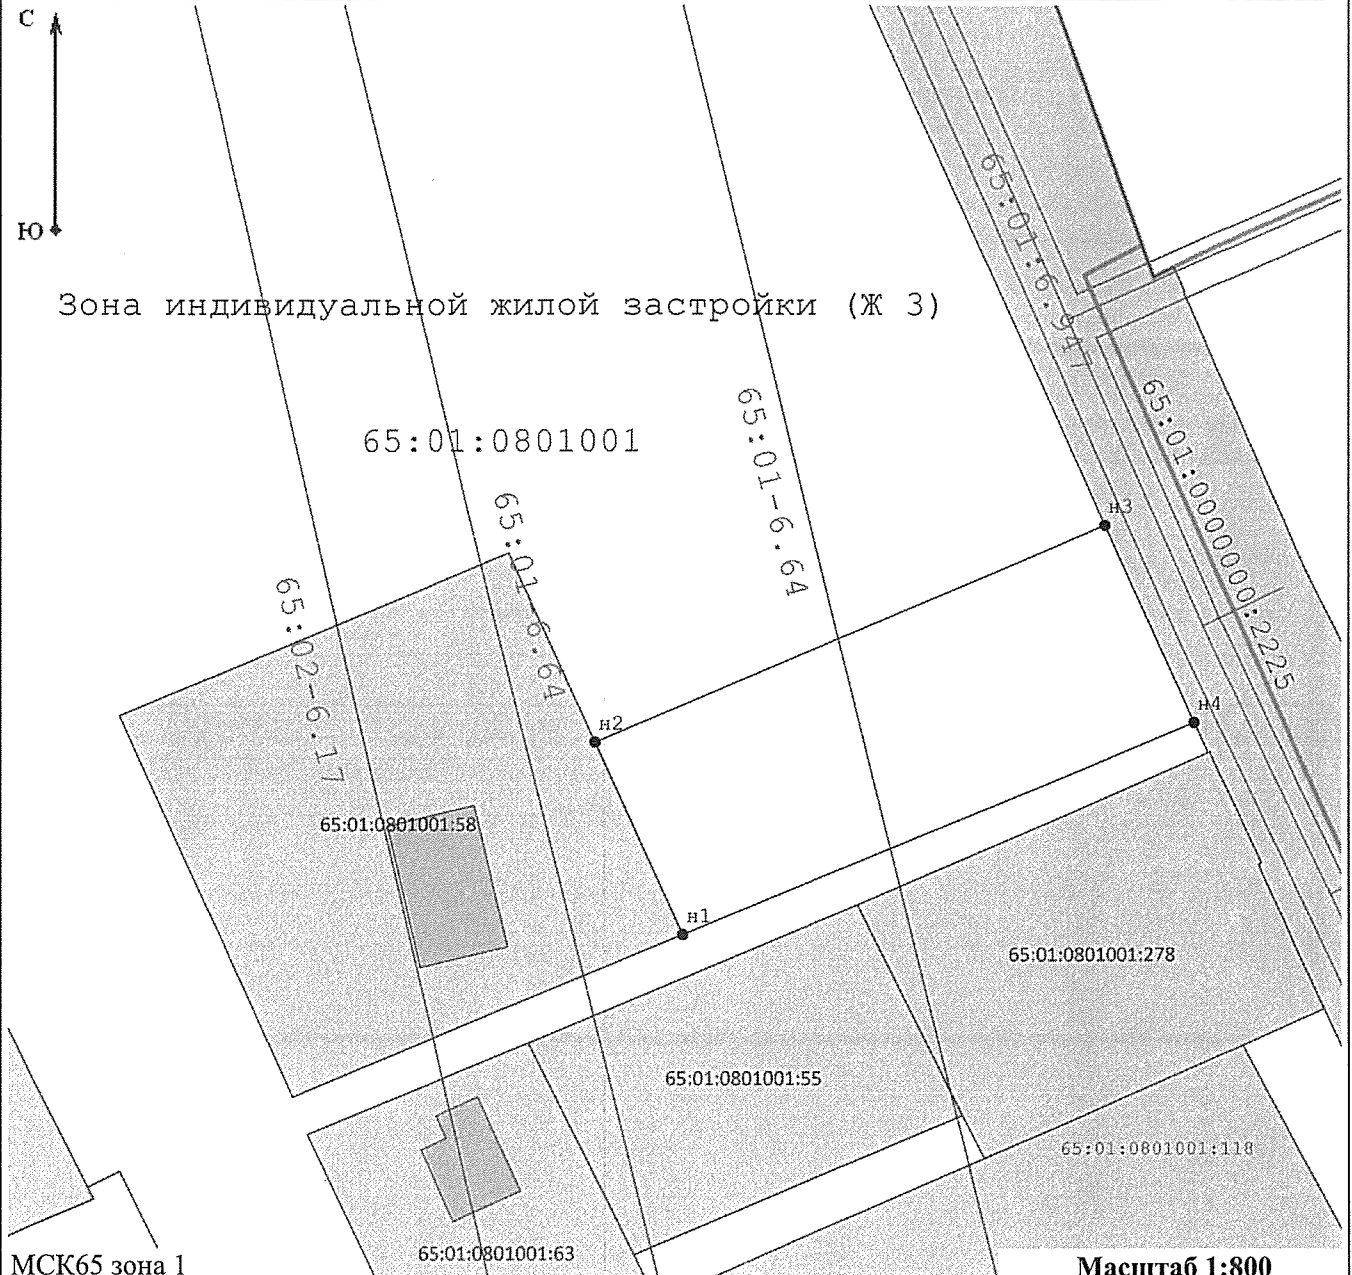 С
Ю
65:01:6.947
Зона индивидуальной жилой застройки (Ж 3)
65:01:0000000:2225
65:01-6.64
65:01:0801001
65:01-6.64
н3
65:02-6.17
н2
н4
65:01:0801001:58
н1
65:01:0801001:278
65:01:0801001:55
65:01:0801001:118
65:01:0801001:63
МСК65 зона 1
Масштаб 1:800